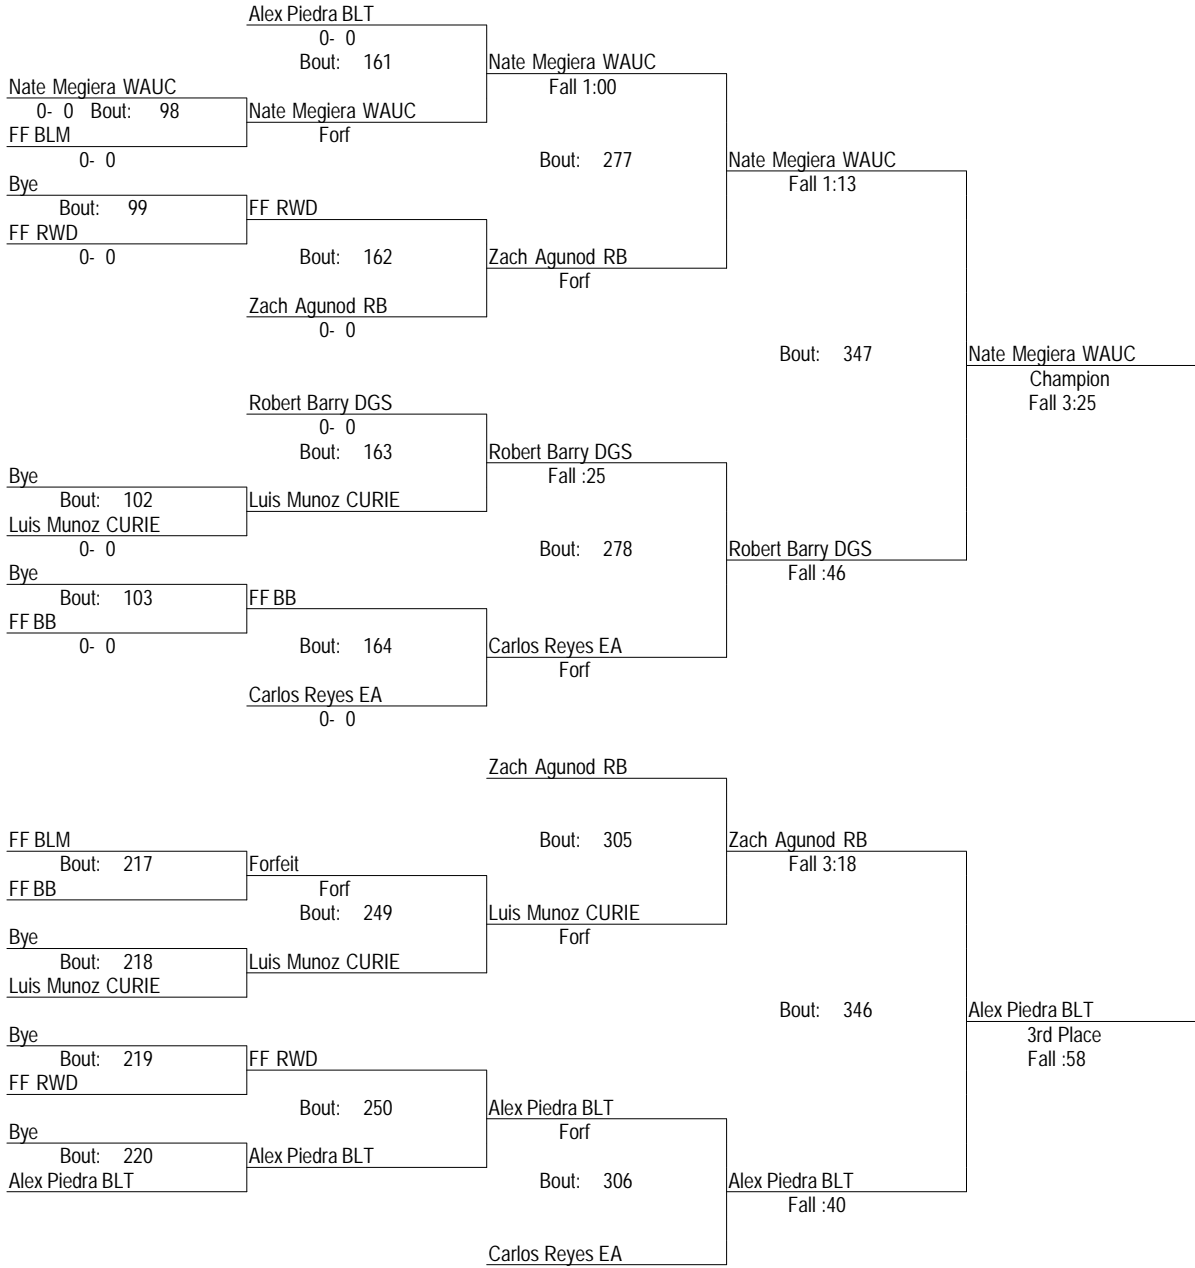 Alex Piedra BLT
0- 0
Bout: 161
Nate Megiera WAUC
Fall 1:00
Nate Megiera WAUC
0- 0 Bout: 98
Nate Megiera WAUC
Forf
FF BLM
0- 0
Bout: 277
Nate Megiera WAUC
Fall 1:13
Bye
Bout: 99
FF RWD
FF RWD
0- 0
Bout: 162
Zach Agunod RB
Forf
Zach Agunod RB
0- 0
Bout: 347
Nate Megiera WAUC
Champion
Fall 3:25
Robert Barry DGS
0- 0
Bout: 163
Robert Barry DGS
Fall :25
Bye
Bout: 102
Luis Munoz CURIE
Luis Munoz CURIE
0- 0
Bout: 278
Robert Barry DGS
Fall :46
Bye
Bout: 103
FF BB
FF BB
0- 0
Bout: 164
Carlos Reyes EA
Forf
Carlos Reyes EA
0- 0
Zach Agunod RB
Bout: 305
Zach Agunod RB
Fall 3:18
FF BLM
Bout: 217
Forfeit
Forf
FF BB
Bout: 249
Luis Munoz CURIE
Forf
Bye
Bout: 218
Luis Munoz CURIE
Luis Munoz CURIE
Bout: 346
Alex Piedra BLT
3rd Place
Fall :58
Bye
Bout: 219
FF RWD
FF RWD
Bout: 250
Alex Piedra BLT
Forf
Bye
Bout: 220
Alex Piedra BLT
Alex Piedra BLT
Bout: 306
Alex Piedra BLT
Fall :40
Carlos Reyes EA